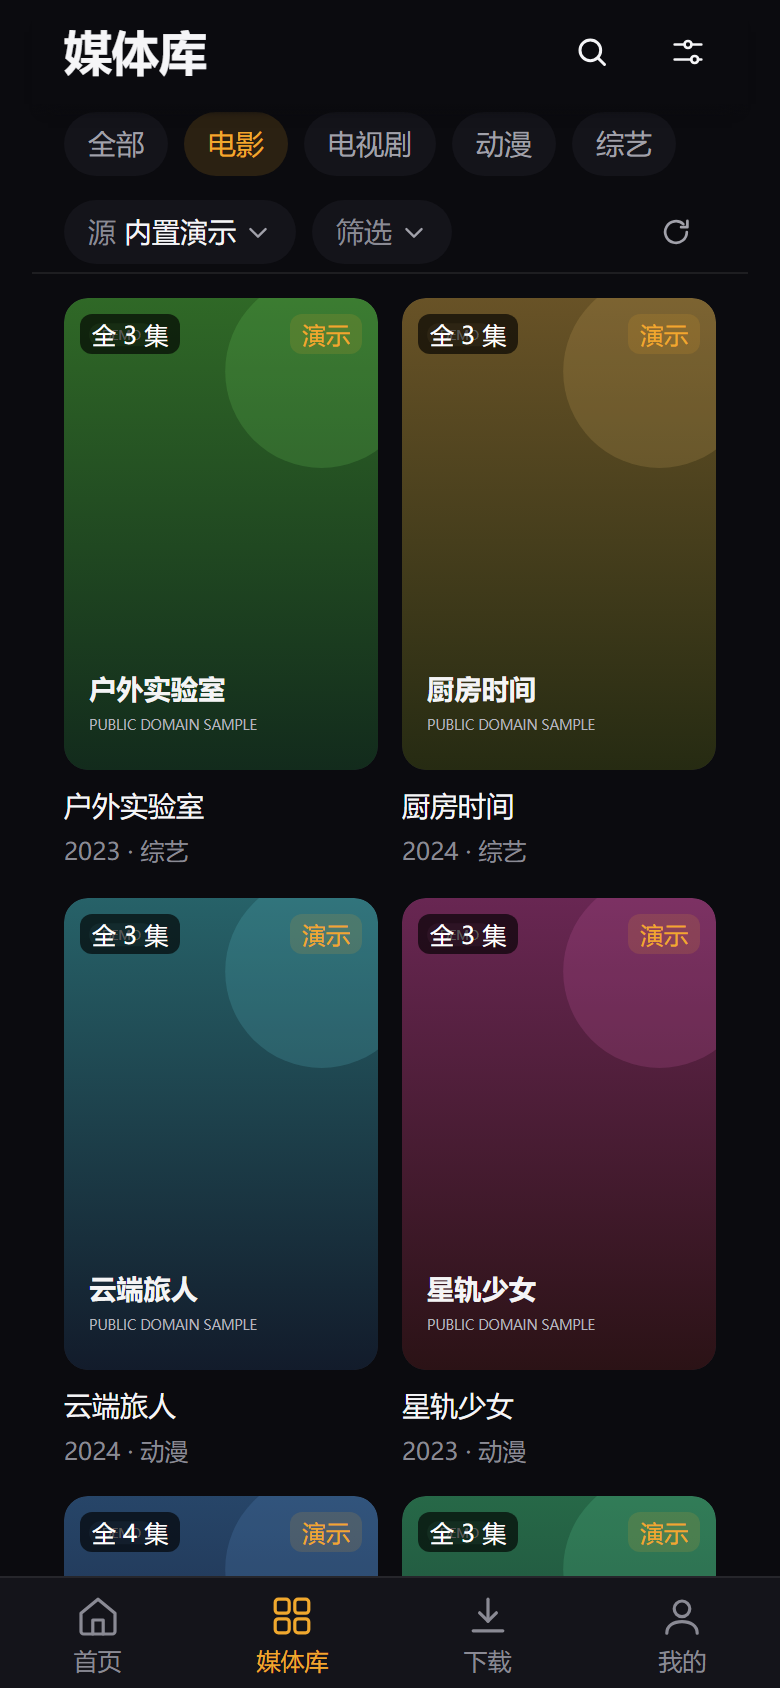 媒体库
全部 电影 电视剧 动漫 综艺
源 内置演示 筛选
全 3 集 演示 全 3 集 演示
户外实验室 厨房时间
PUBLIC DOMAIN SAMPLE PUBLIC DOMAIN SAMPLE
户外实验室 厨房时间
2023 · 综艺 2024 · 综艺
全 3 集 演示 全 3 集 演示
云端旅人 星轨少女
PUBLIC DOMAIN SAMPLE PUBLIC DOMAIN SAMPLE
云端旅人 星轨少女
2024 · 动漫 2023 · 动漫
全 4 集 演示 全 3 集 演示
首页 媒体库 下载 我的